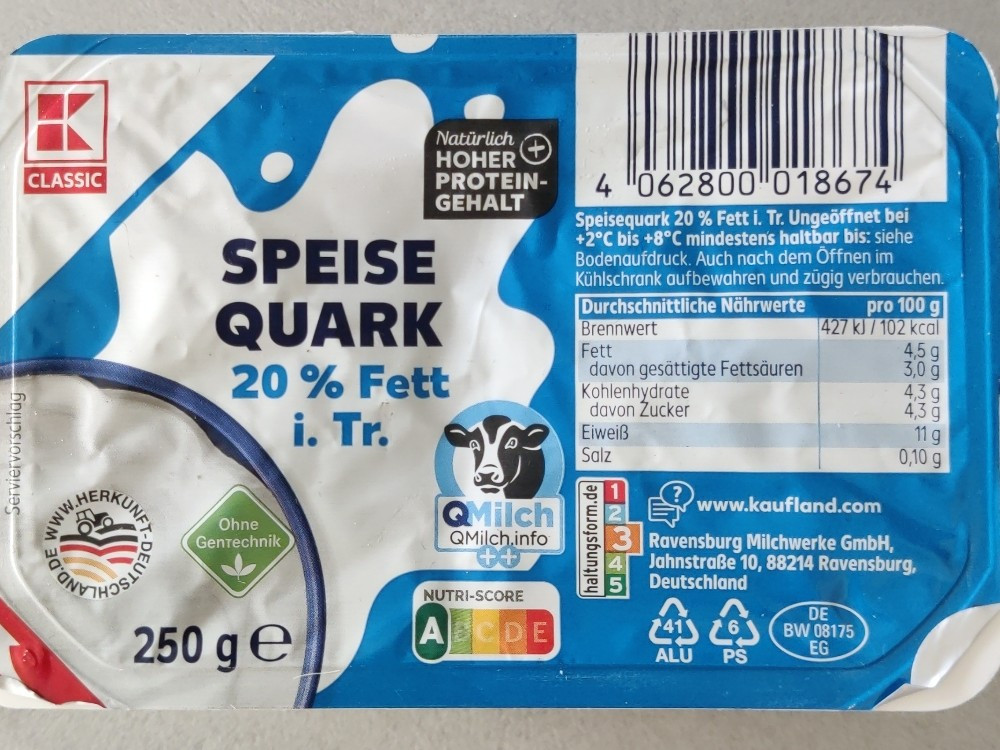 K
CLASSIC
Natürlich
HOHER
PROTEIN-
GEHALT
SPEISE
QUARK
20 % Fett
i. Tr.
Serviervorschlag
WWW.HERKUNFT-DEUTSCHLAND.DE
Ohne
GenTechnik
250 g e
QMilch
QMilch.info
++
NUTRI-SCORE
A B C D E
4 062800 018674
Speisequark 20 % Fett i. Tr. Ungeöffnet bei
+2°C bis +8°C mindestens haltbar bis: siehe
Bodenaufdruck. Auch nach dem Öffnen im
Kühlschrank aufbewahren und zügig verbrauchen.
Durchschnittliche Nährwerte pro 100 g
Brennwert 427 kJ / 102 kcal
Fett 4,5 g
davon gesättigte Fettsäuren 3,0 g
Kohlenhydrate 4,3 g
davon Zucker 4,3 g
Eiweiß 11 g
Salz 0,10 g
haltungsform.de
1
2
3
4
5
?
www.kaufland.com
Ravensburg Milchwerke GmbH,
Jahnstraße 10, 88214 Ravensburg,
Deutschland
41
ALU
6
PS
DE
BW 08175
EG